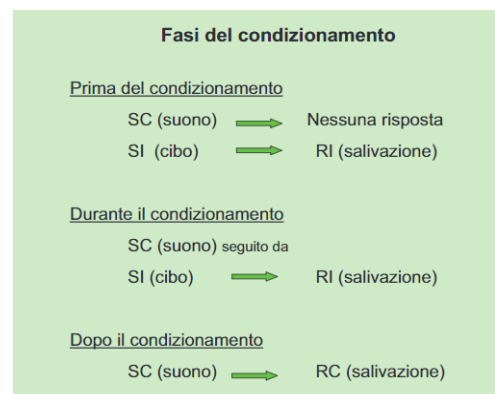 Fasi del condizionamento
Prima del condizionamento
SC (suono) Nessuna risposta
SI (cibo) RI (salivazione)
Durante il condizionamento
SC (suono) seguito da
SI (cibo) RI (salivazione)
Dopo il condizionamento
SC (suono) RC (salivazione)